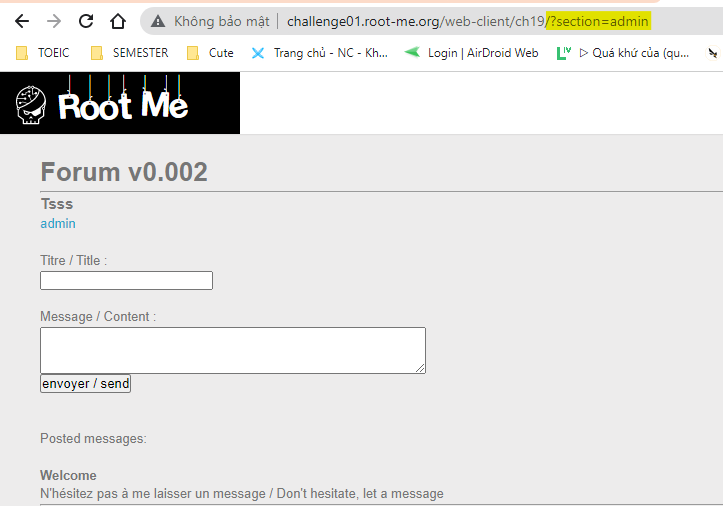 Không bảo mật | challenge01.root-me.org/web-client/ch19/?section=admin
TOEIC SEMESTER Cute Trang chủ - NC - Kh... Login | AirDroid Web ▷ Quá khứ của (qu...
Root Me
Forum v0.002
Tsss
admin
Titre / Title :
Message / Content :
envoyer / send
Posted messages:
Welcome
N'hésitez pas à me laisser un message / Don't hesitate, let a message